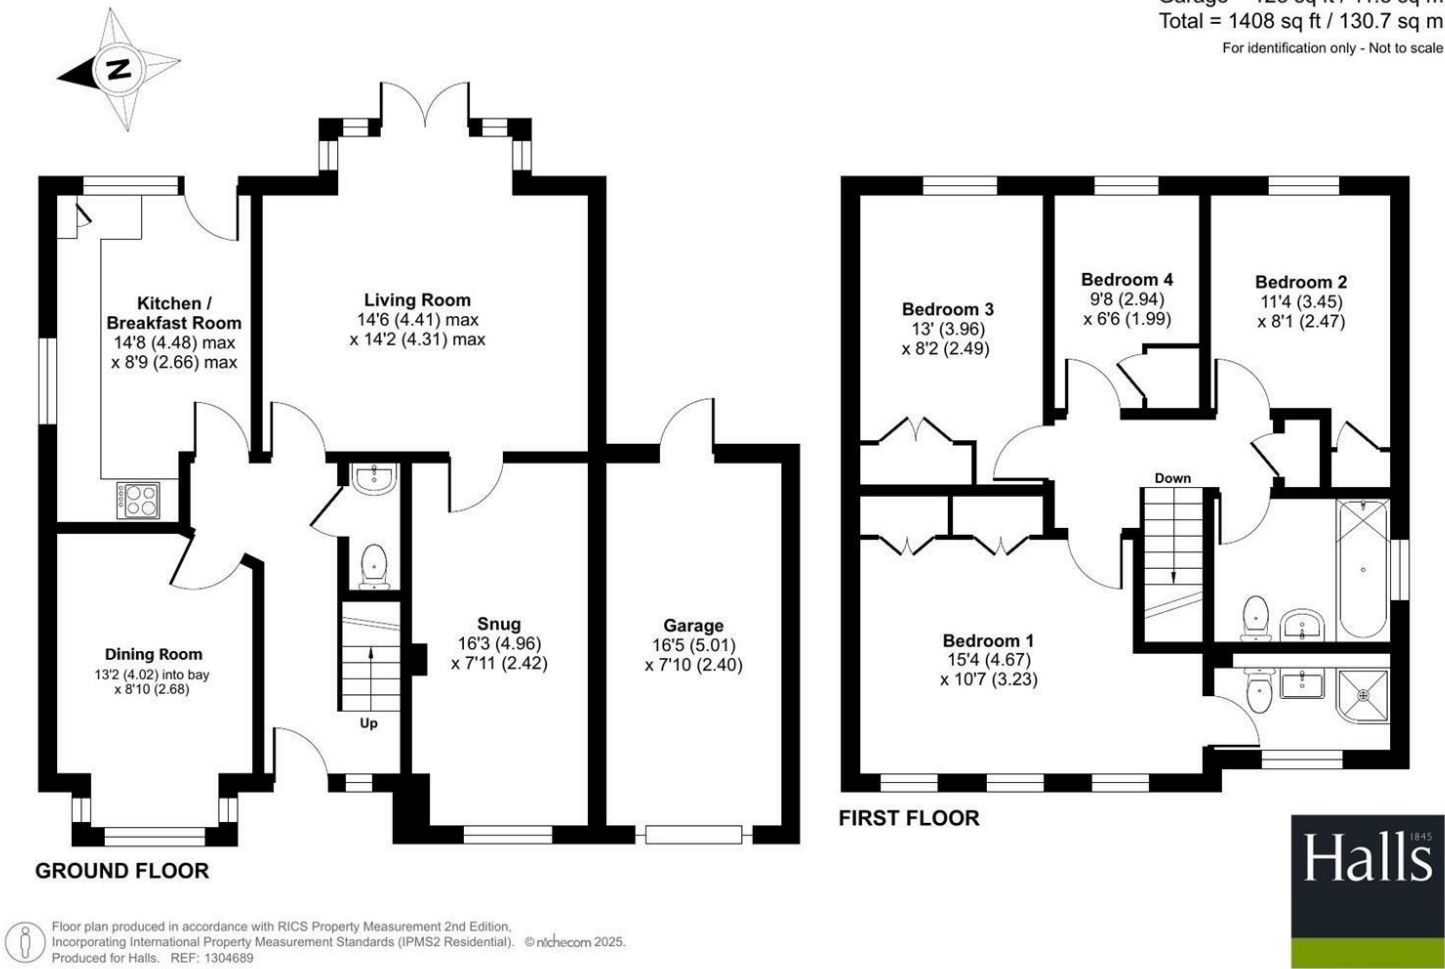 Total = 1408 sq ft / 130.7 sq m
For identification only - Not to scale
N
Kitchen /
Breakfast Room
14'8 (4.48) max
x 8'9 (2.66) max
Living Room
14'6 (4.41) max
x 14'2 (4.31) max
Bedroom 3
13' (3.96)
x 8'2 (2.49)
Bedroom 4
9'8 (2.94)
x 6'6 (1.99)
Bedroom 2
11'4 (3.45)
x 8'1 (2.47)
Down
Dining Room
13'2 (4.02) into bay
x 8'10 (2.68)
Up
Snug
16'3 (4.96)
x 7'11 (2.42)
Garage
16'5 (5.01)
x 7'10 (2.40)
Bedroom 1
15'4 (4.67)
x 10'7 (3.23)
FIRST FLOOR
GROUND FLOOR
Halls
1845
Floor plan produced in accordance with RICS Property Measurement 2nd Edition,
Incorporating International Property Measurement Standards (IPMS2 Residential). © nichecom 2025.
Produced for Halls. REF: 1304689